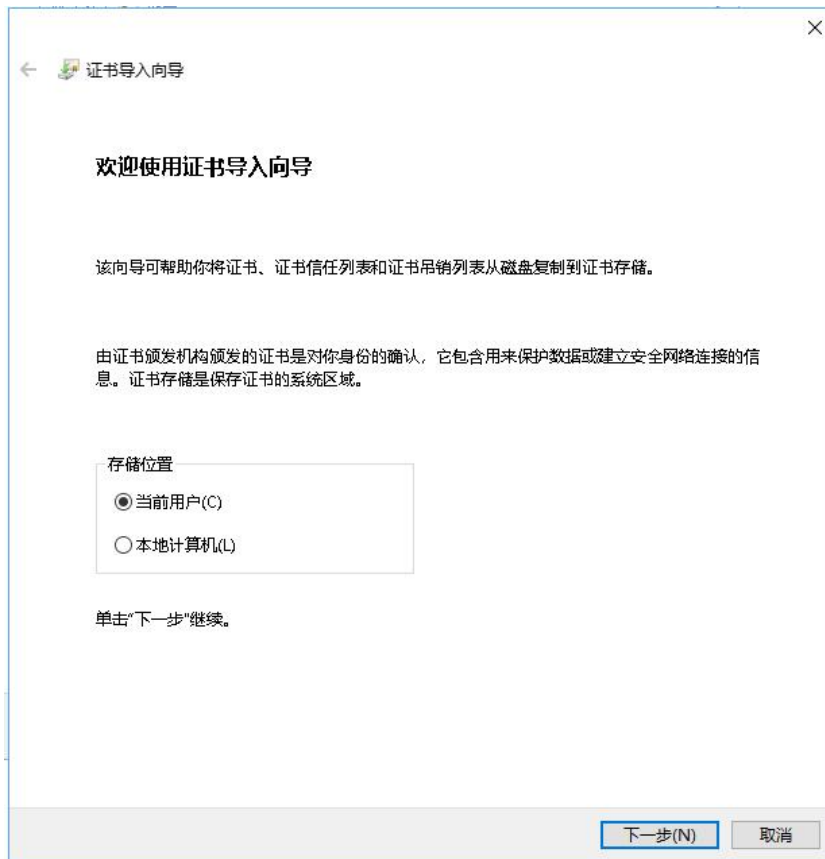 证书导入向导
欢迎使用证书导入向导
该向导可帮助你将证书、证书信任列表和证书吊销列表从磁盘复制到证书存储。
由证书颁发机构颁发的证书是对你身份的确认，它包含用来保护数据或建立安全网络连接的信
息。证书存储是保存证书的系统区域。
存储位置
当前用户(C)
本地计算机(L)
单击“下一步”继续。
下一步(N)
取消